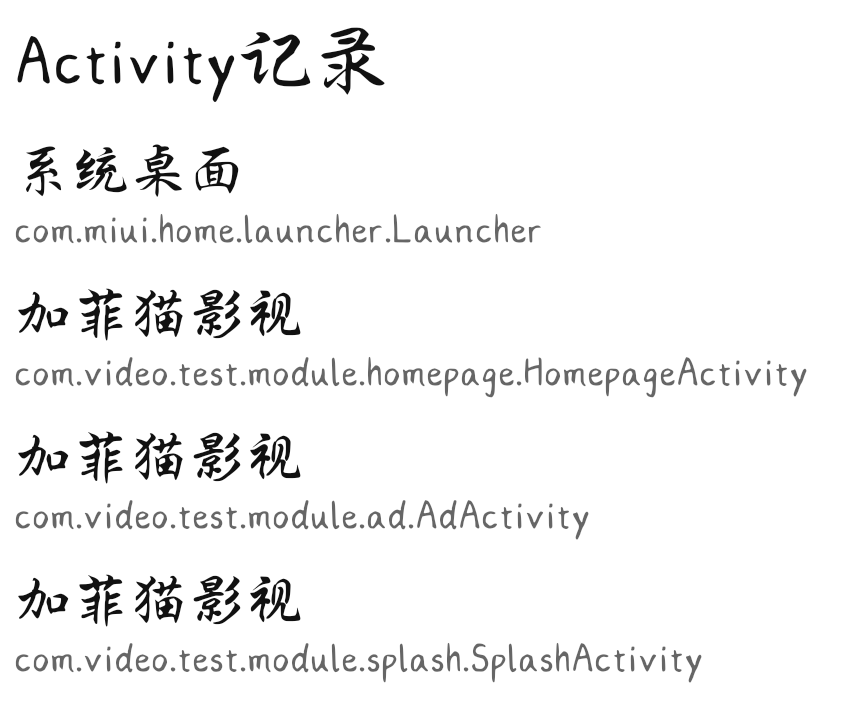 Activity记录
系统桌面
com.miui.home.launcher.Launcher
加菲猫影视
com.video.test.module.homepage.HomepageActivity
加菲猫影视
com.video.test.module.ad.AdActivity
加菲猫影视
com.video.test.module.splash.SplashActivity